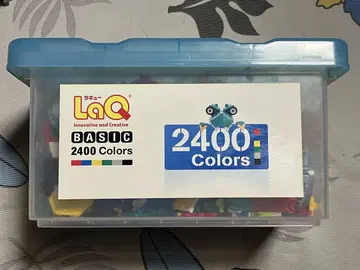 ラキュー
LaQ
Innovative and Creative
BASIC
2400 Colors
2400
Colors